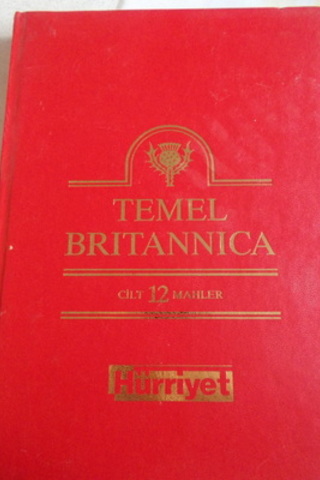 TEMEL
BRITANNICA
CİLT 12 MAHLER
Hürriyet